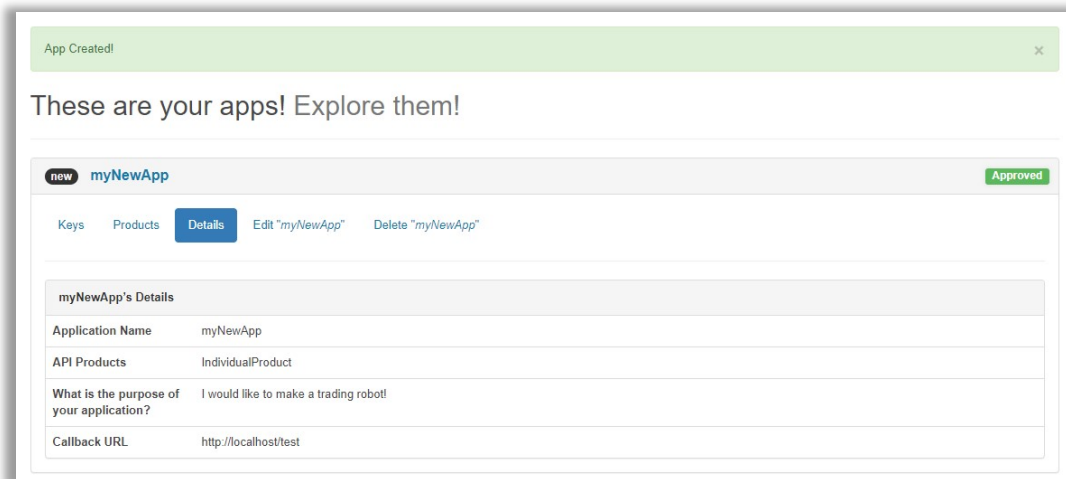 App Created! ×
These are your apps! Explore them!
new myNewApp Approved
Keys Products Details Edit "myNewApp" Delete "myNewApp"
myNewApp's Details
Application Name myNewApp
API Products IndividualProduct
What is the purpose of I would like to make a trading robot!
your application?
Callback URL http://localhost/test